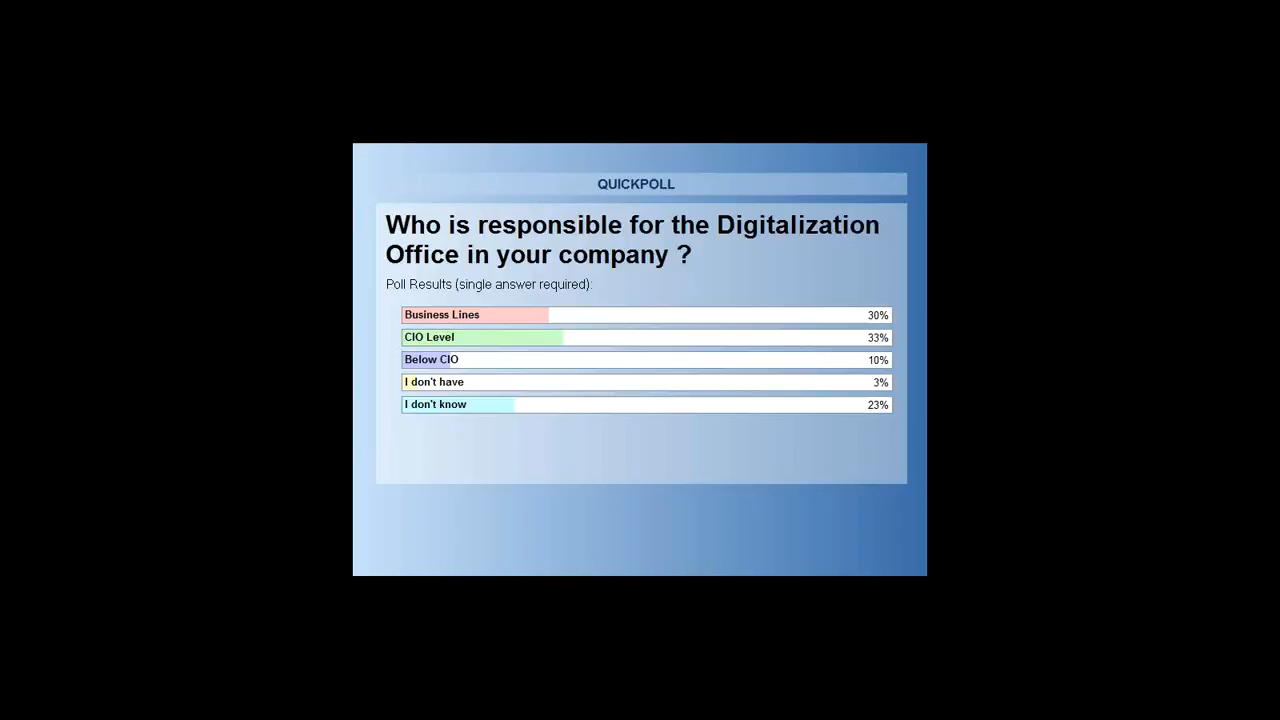 QUICKPOLL
Who is responsible for the Digitalization
Office in your company ?
Poll Results (single answer required):
Business Lines 30%
CIO Level 33%
Below CIO 10%
I don't have 3%
I don't know 23%